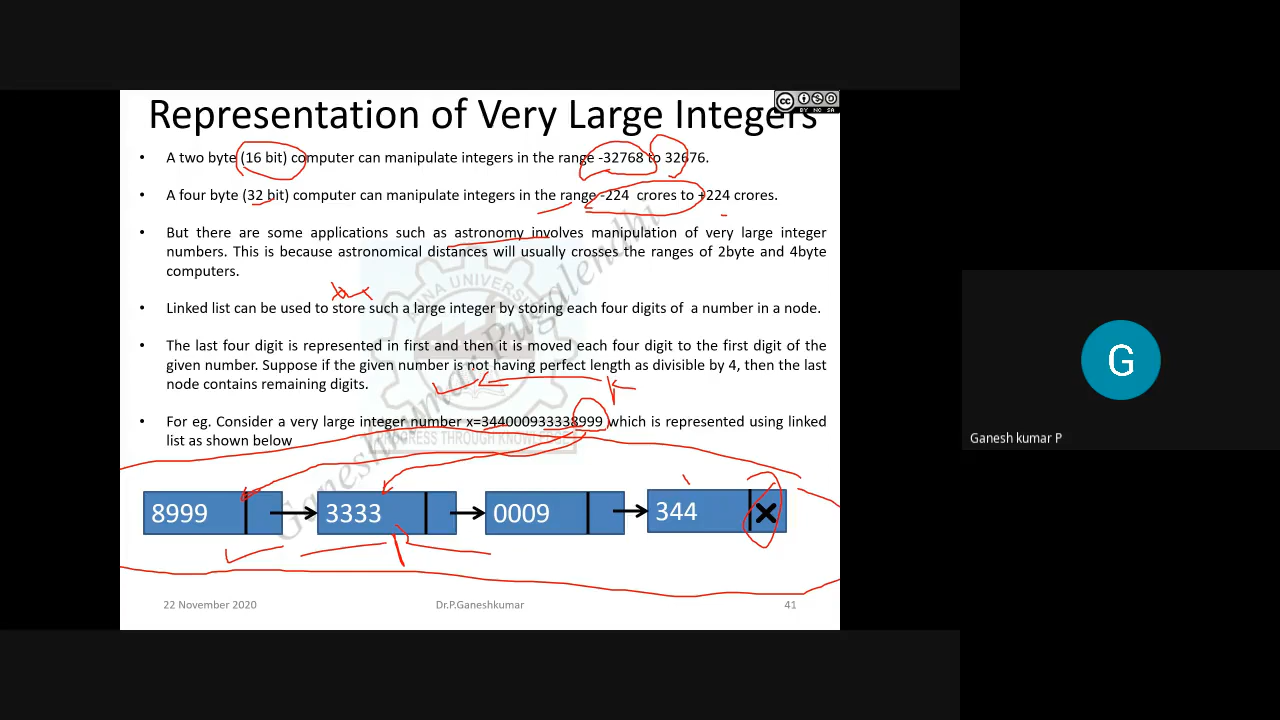 Representation of Very Large Integers
BY NC SA
• A two byte (16 bit) computer can manipulate integers in the range -32768 to 32676.
• A four byte (32 bit) computer can manipulate integers in the range -224 crores to +224 crores.
• But there are some applications such as astronomy involves manipulation of very large integer
numbers. This is because astronomical distances will usually crosses the ranges of 2byte and 4byte
computers.
• Linked list can be used to store such a large integer by storing each four digits of a number in a node.
• The last four digit is represented in first and then it is moved each four digit to the first digit of the
given number. Suppose if the given number is not having perfect length as divisible by 4, then the last
node contains remaining digits.
• For eg. Consider a very large integer number x=344000933338999 which is represented using linked
list as shown below
PROGRESS THROUGH KNOWLEDGE
Ganeshkumar Pugalendhi
8999 3333 0009 344
22 November 2020 Dr.P.Ganeshkumar 41
G
Ganesh kumar P